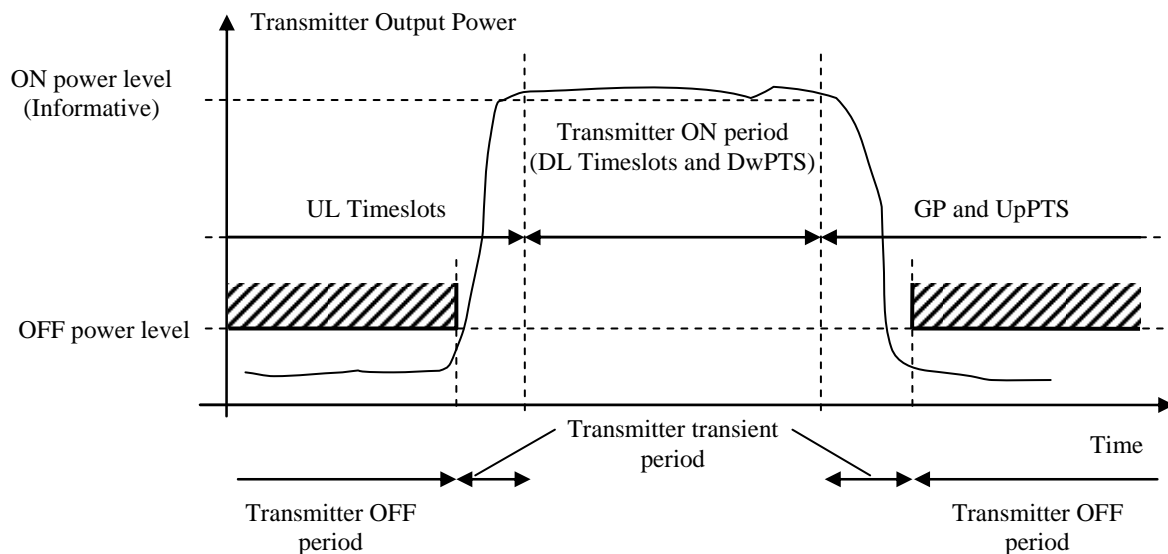 Transmitter Output Power
ON power level
(Informative)
Transmitter ON period
(DL Timeslots and DwPTS)
UL Timeslots
GP and UpPTS
OFF power level
Transmitter transient
period
Time
Transmitter OFF
period
Transmitter OFF
period